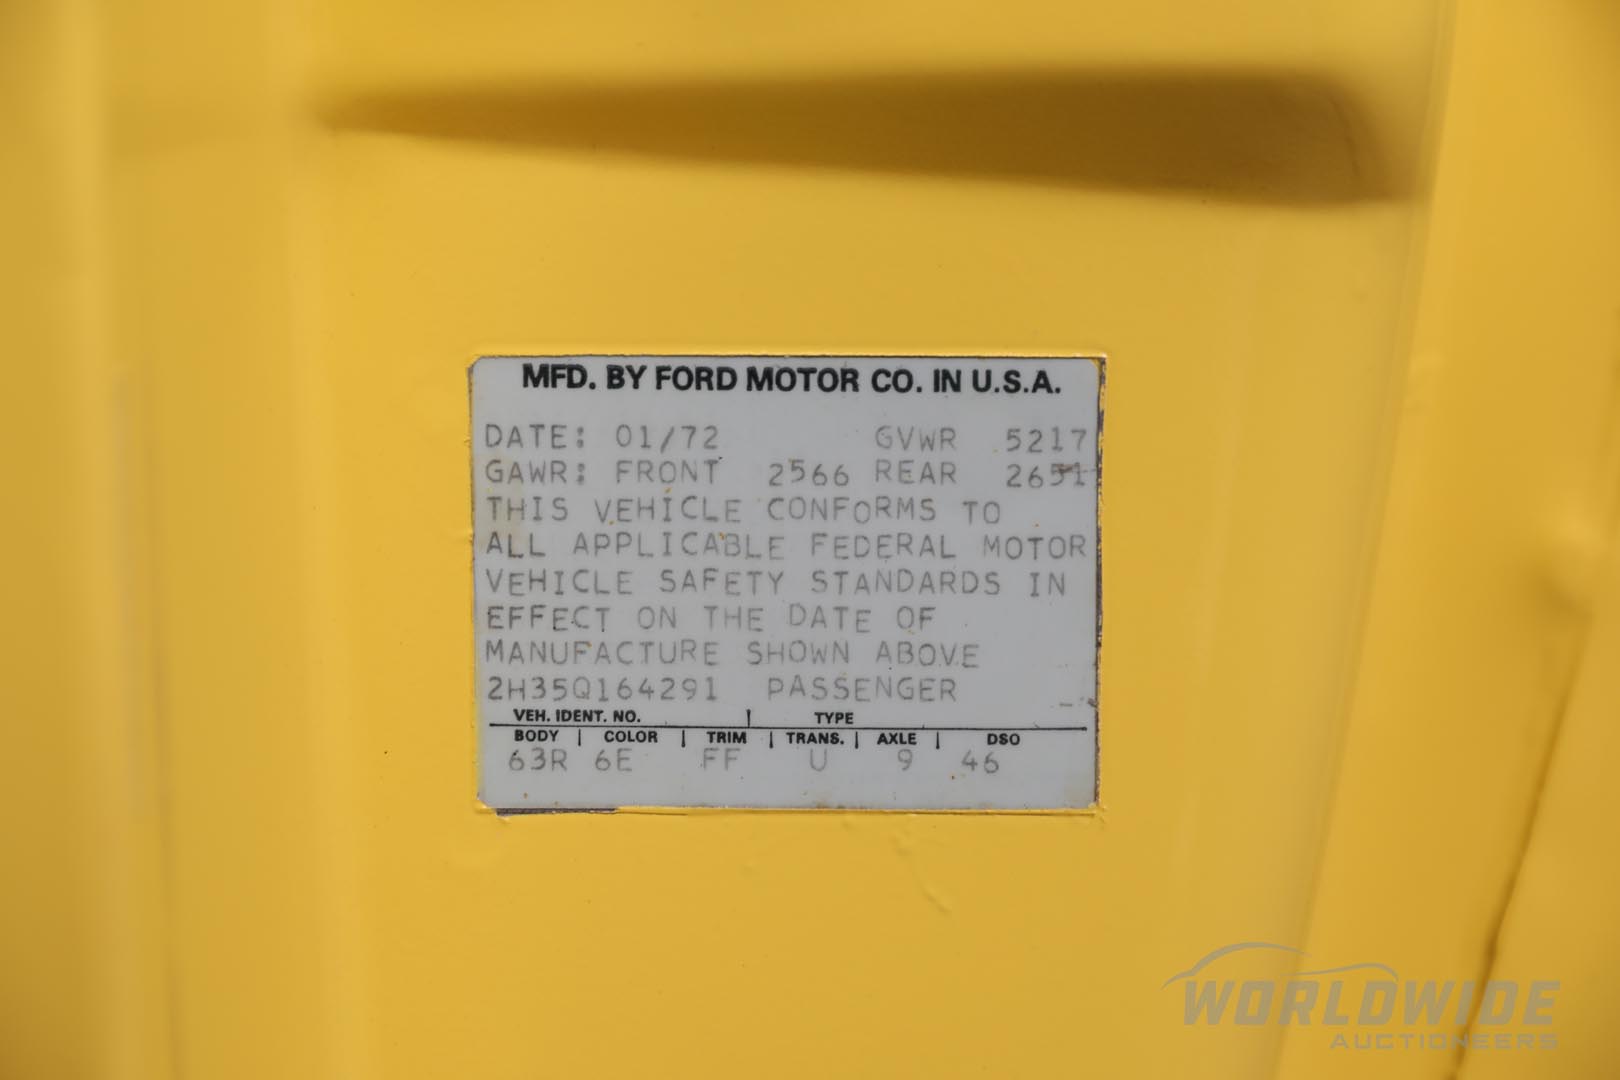 MFD. BY FORD MOTOR CO. IN U.S.A.
DATE: 01/72 GVWR 5217
GAWR: FRONT 2566 REAR 2651
THIS VEHICLE CONFORMS TO
ALL APPLICABLE FEDERAL MOTOR
VEHICLE SAFETY STANDARDS IN
EFFECT ON THE DATE OF
MANUFACTURE SHOWN ABOVE
2H35Q164291 PASSENGER
VEH. IDENT. NO. | TYPE
BODY | COLOR | TRIM | TRANS. | AXLE | DSO
63R 6E FF U 9 46
WORLDWIDE
AUCTIONEERS